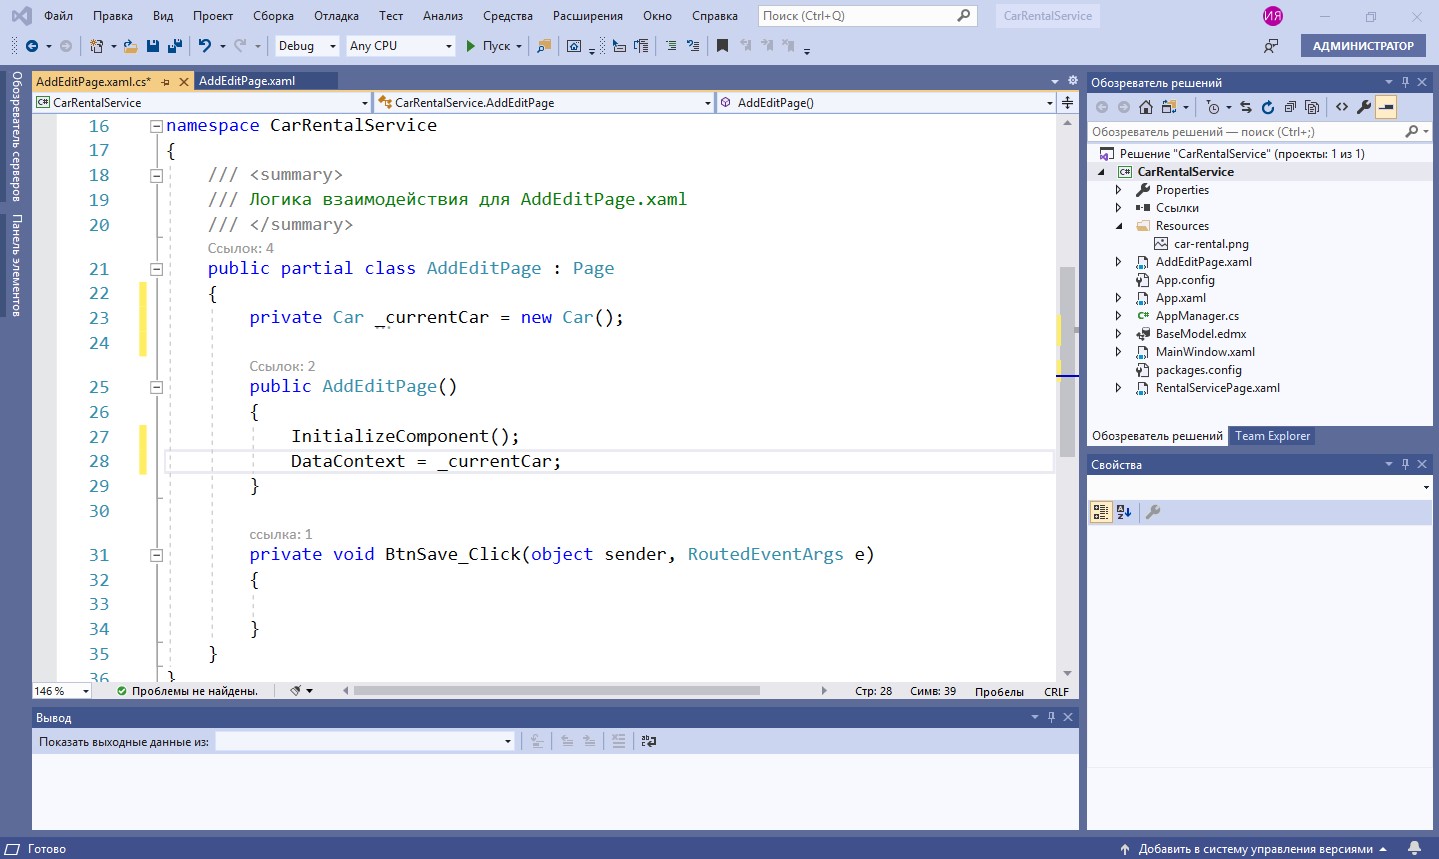 Файл Правка Вид Проект Сборка Отладка Тест Анализ Средства Расширения Окно Справка Поиск (Ctrl+Q) CarRentalService ИЯ
Debug Any CPU Пуск АДМИНИСТРАТОР
Обозреватель серверов
Панель элементов
AddEditPage.xaml.cs* AddEditPage.xaml
CarRentalService CarRentalService.AddEditPage AddEditPage()
16 namespace CarRentalService
17 {
18 /// <summary>
19 /// Логика взаимодействия для AddEditPage.xaml
20 /// </summary>
Ссылок: 4
21 public partial class AddEditPage : Page
22 {
23 private Car _currentCar = new Car();
24
Ссылок: 2
25 public AddEditPage()
26 {
27 InitializeComponent();
28 DataContext = _currentCar;
29 }
30
ссылка: 1
31 private void BtnSave_Click(object sender, RoutedEventArgs e)
32 {
33
34 }
35 }
36 }
146 % Проблемы не найдены. Стр: 28 Симв: 39 Пробелы CRLF
Вывод
Показать выходные данные из:
Обозреватель решений
Обозреватель решений — поиск (Ctrl+;)
Решение "CarRentalService" (проекты: 1 из 1)
CarRentalService
Properties
Ссылки
Resources
car-rental.png
AddEditPage.xaml
App.config
App.xaml
AppManager.cs
BaseModel.edmx
MainWindow.xaml
packages.config
RentalServicePage.xaml
Обозреватель решений Team Explorer
Свойства
Готово Добавить в систему управления версиями